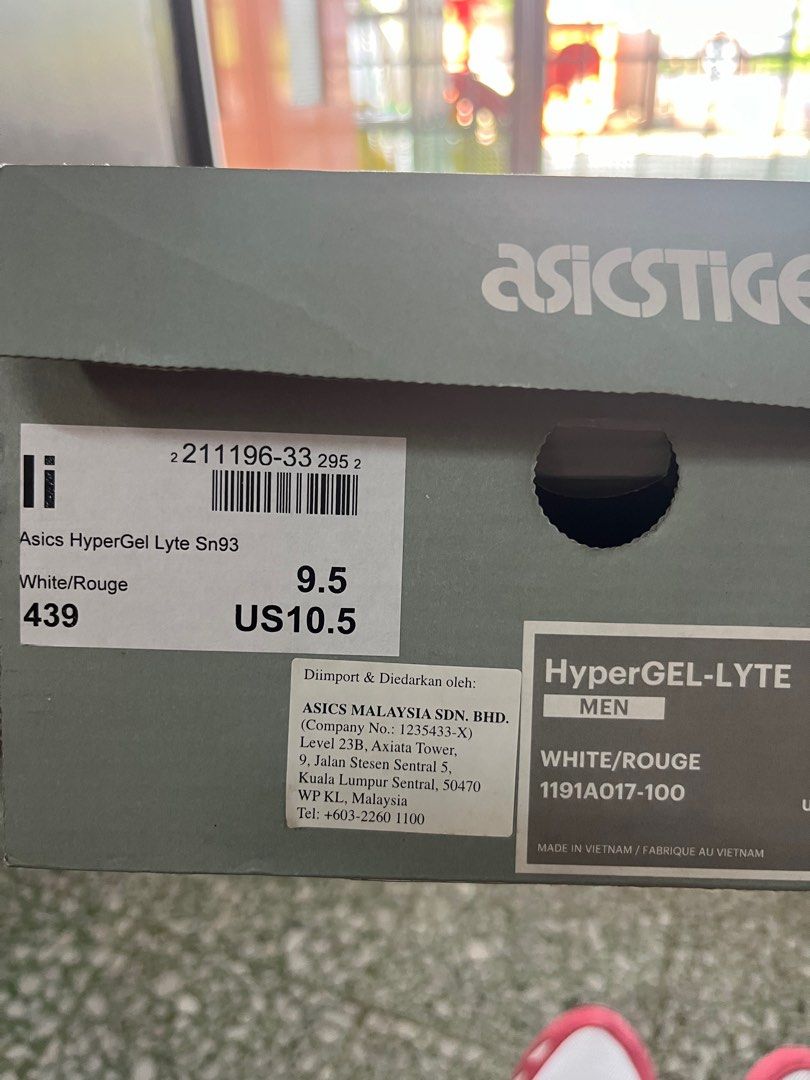 asicsTiGe
li
2 211196-33 295 2
Asics HyperGel Lyte Sn93
White/Rouge 9.5
439 US10.5
Diimport & Diedarkan oleh:
ASICS MALAYSIA SDN. BHD.
(Company No.: 1235433-X)
Level 23B, Axiata Tower,
9, Jalan Stesen Sentral 5,
Kuala Lumpur Sentral, 50470
WP KL, Malaysia
Tel: +603-2260 1100
HyperGEL-LYTE
MEN
WHITE/ROUGE
1191A017-100
MADE IN VIETNAM / FABRIQUE AU VIETNAM